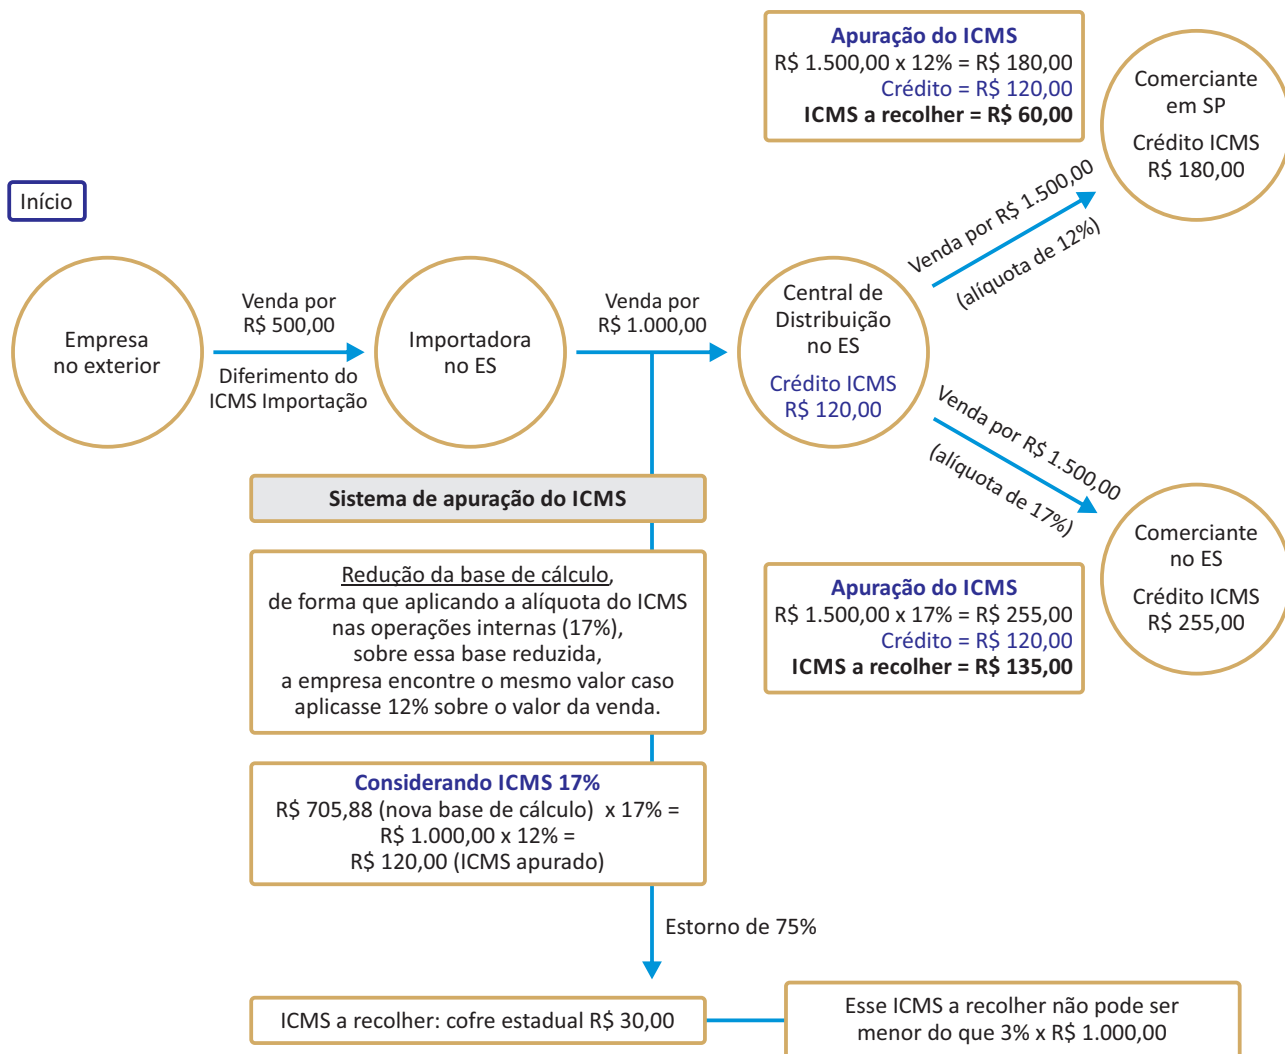 Início
Empresa
no exterior
Venda por
R$ 500,00
Diferimento do
ICMS Importação
Importadora
no ES
Venda por
R$ 1.000,00
Central de
Distribuição
no ES
Crédito ICMS
R$ 120,00
Apuração do ICMS
R$ 1.500,00 x 12% = R$ 180,00
Crédito = R$ 120,00
ICMS a recolher = R$ 60,00
Venda por R$ 1.500,00
(alíquota de 12%)
Comerciante
em SP
Crédito ICMS
R$ 180,00
Venda por R$ 1.500,00
(alíquota de 17%)
Comerciante
no ES
Crédito ICMS
R$ 255,00
Apuração do ICMS
R$ 1.500,00 x 17% = R$ 255,00
Crédito = R$ 120,00
ICMS a recolher = R$ 135,00
Sistema de apuração do ICMS
Redução da base de cálculo,
de forma que aplicando a alíquota do ICMS
nas operações internas (17%),
sobre essa base reduzida,
a empresa encontre o mesmo valor caso
aplicasse 12% sobre o valor da venda.
Considerando ICMS 17%
R$ 705,88 (nova base de cálculo) x 17% =
R$ 1.000,00 x 12% =
R$ 120,00 (ICMS apurado)
Estorno de 75%
ICMS a recolher: cofre estadual R$ 30,00
Esse ICMS a recolher não pode ser
menor do que 3% x R$ 1.000,00